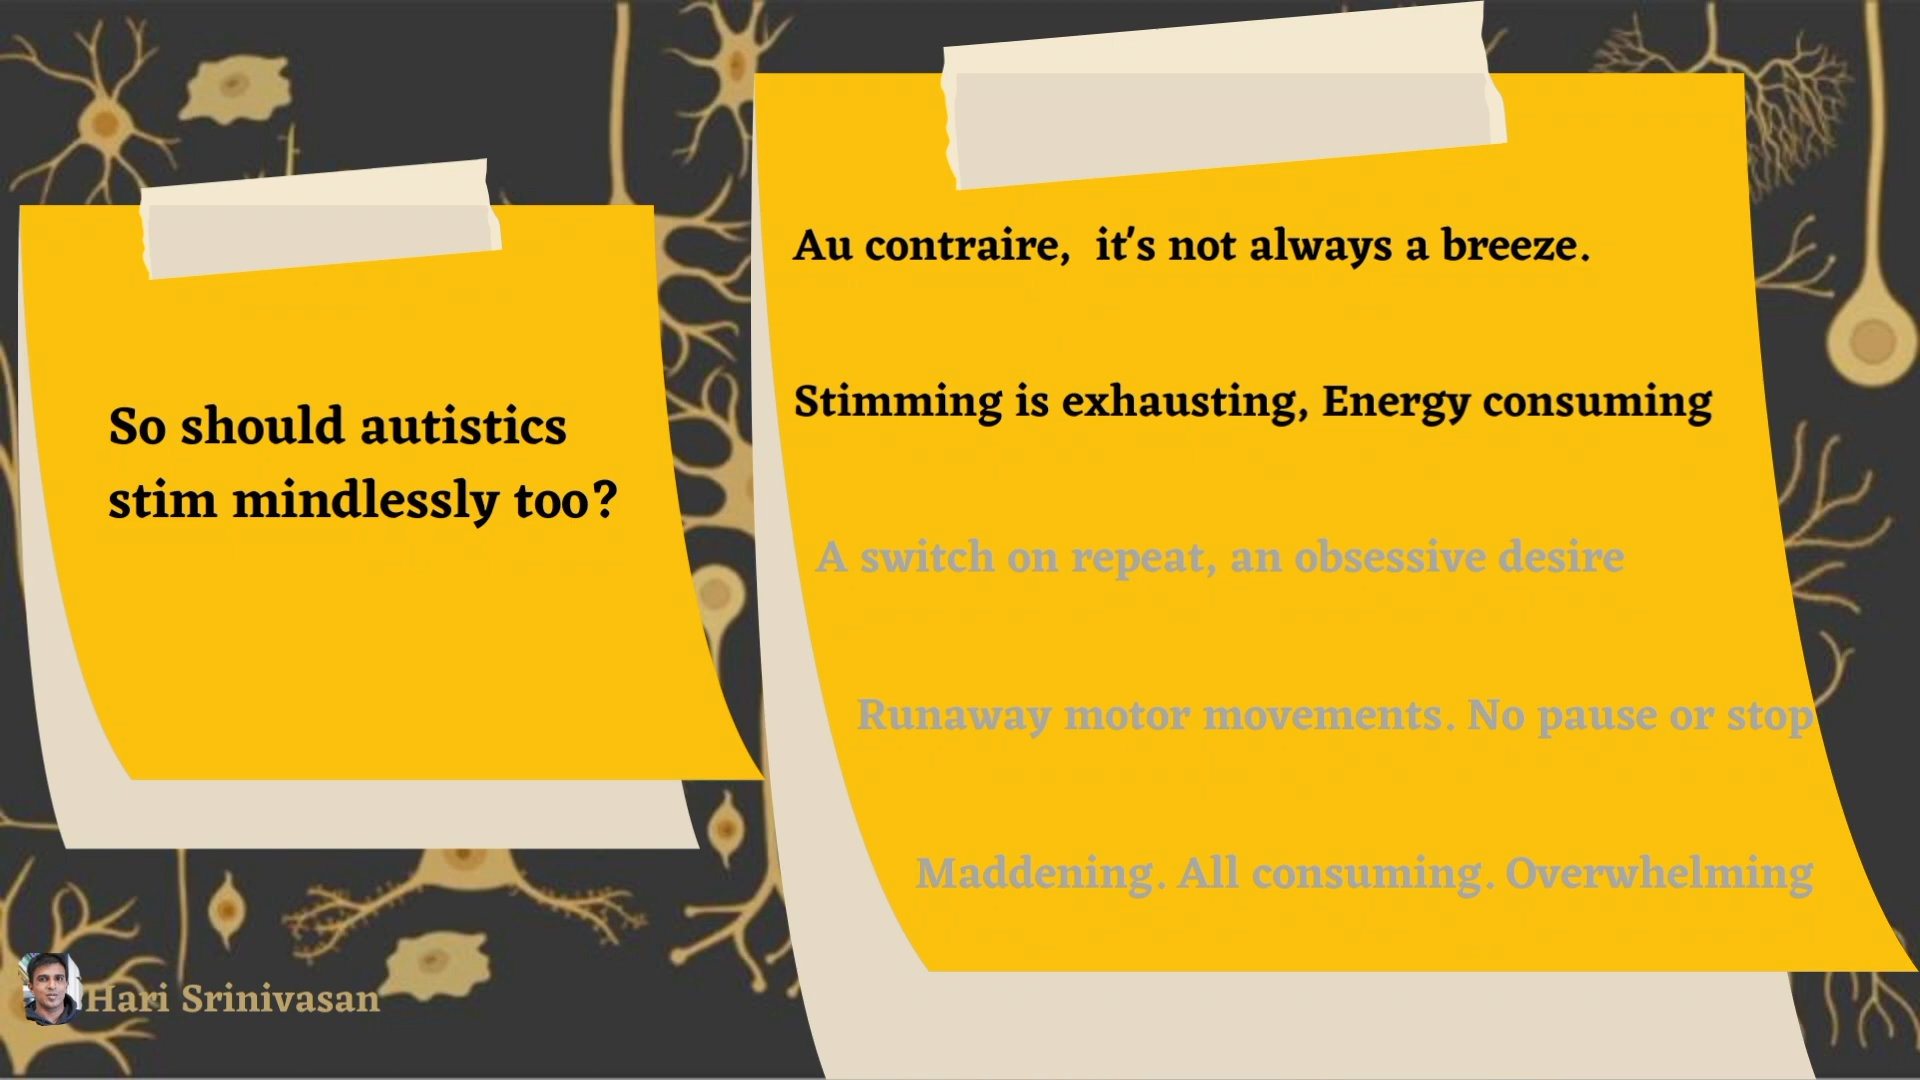 So should autistics
stim mindlessly too?
Au contraire,  it's not always a breeze.
Stimming is exhausting, Energy consuming
A switch on repeat, an obsessive desire
Runaway motor movements. No pause or stop
Maddening. All consuming. Overwhelming
Hari Srinivasan